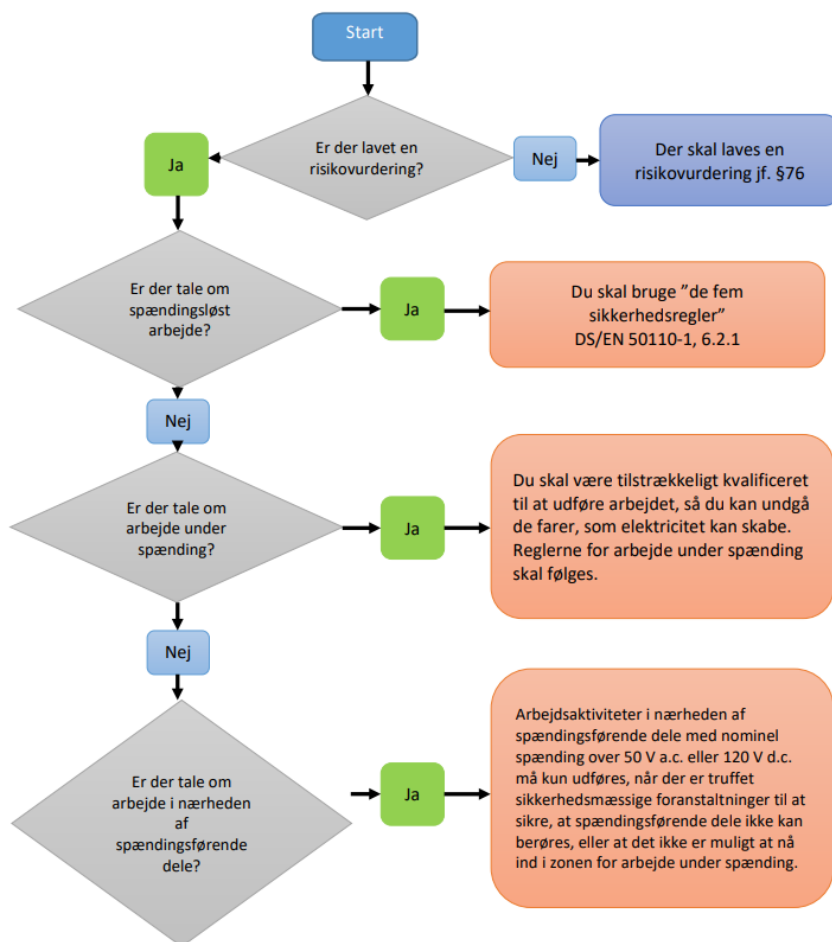 Start
Er der lavet en
risikovurdering?
Ja
Nej
Der skal laves en
risikovurdering jf. §76
Er der tale om
spændingsløst
arbejde?
Ja
Du skal bruge ”de fem
sikkerhedsregler”
DS/EN 50110-1, 6.2.1
Nej
Er der tale om
arbejde under
spænding?
Ja
Du skal være tilstrækkeligt kvalificeret
til at udføre arbejdet, så du kan undgå
de farer, som elektricitet kan skabe.
Reglerne for arbejde under spænding
skal følges.
Nej
Er der tale om
arbejde i nærheden
af
spændingsførende
dele?
Ja
Arbejdsaktiviteter i nærheden af
spændingsførende dele med nominel
spænding over 50 V a.c. eller 120 V d.c.
må kun udføres, når der er truffet
sikkerhedsmæssige foranstaltninger til at
sikre, at spændingsførende dele ikke kan
berøres, eller at det ikke er muligt at nå
ind i zonen for arbejde under spænding.